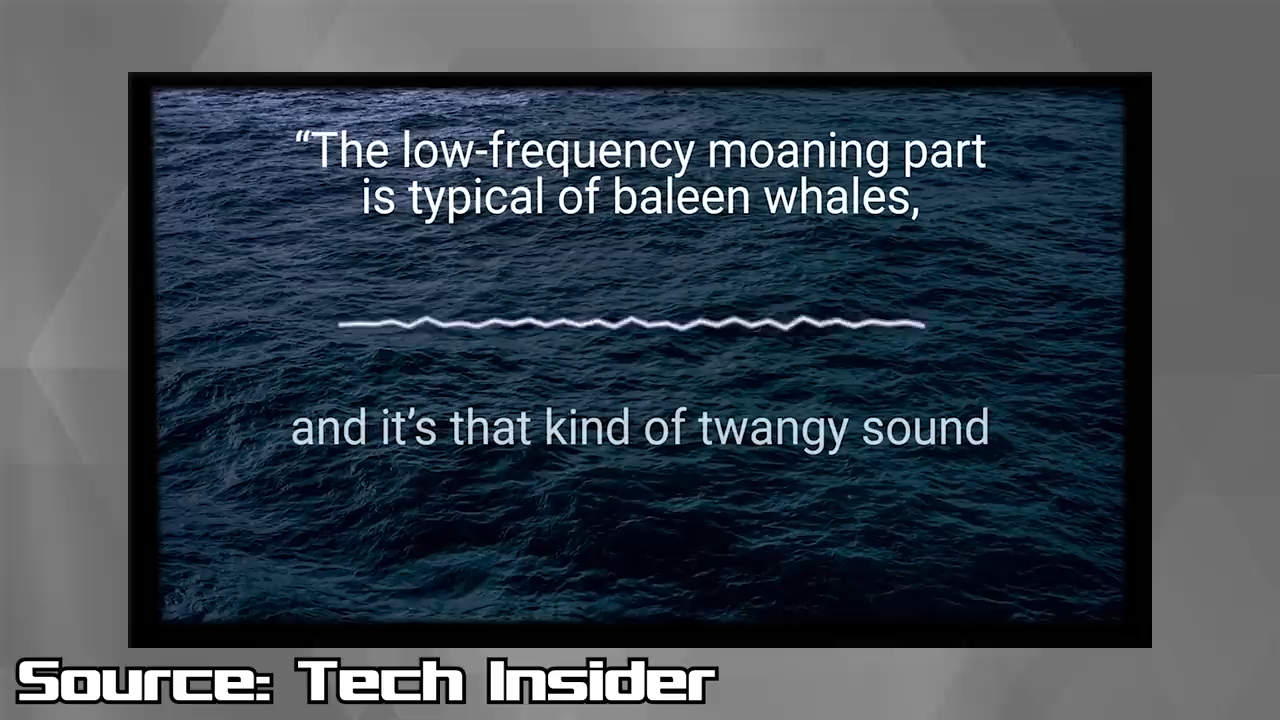 “The low-frequency moaning part
is typical of baleen whales,
and it’s that kind of twangy sound
Source: Tech Insider